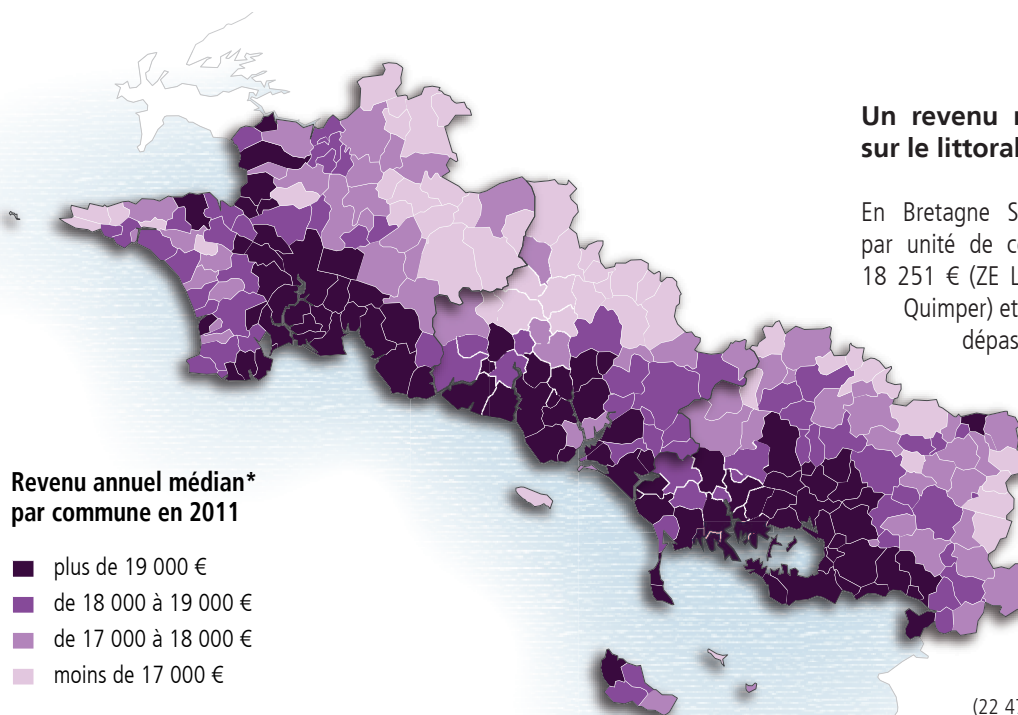 Un revenu
sur le littoral
En Bretagne
par unité de
18 251 € (ZE
Quimper) et
Revenu annuel médian*
par commune en 2011
plus de 19 000 €
de 18 000 à 19 000 €
de 17 000 à 18 000 €
moins de 17 000 €
(22